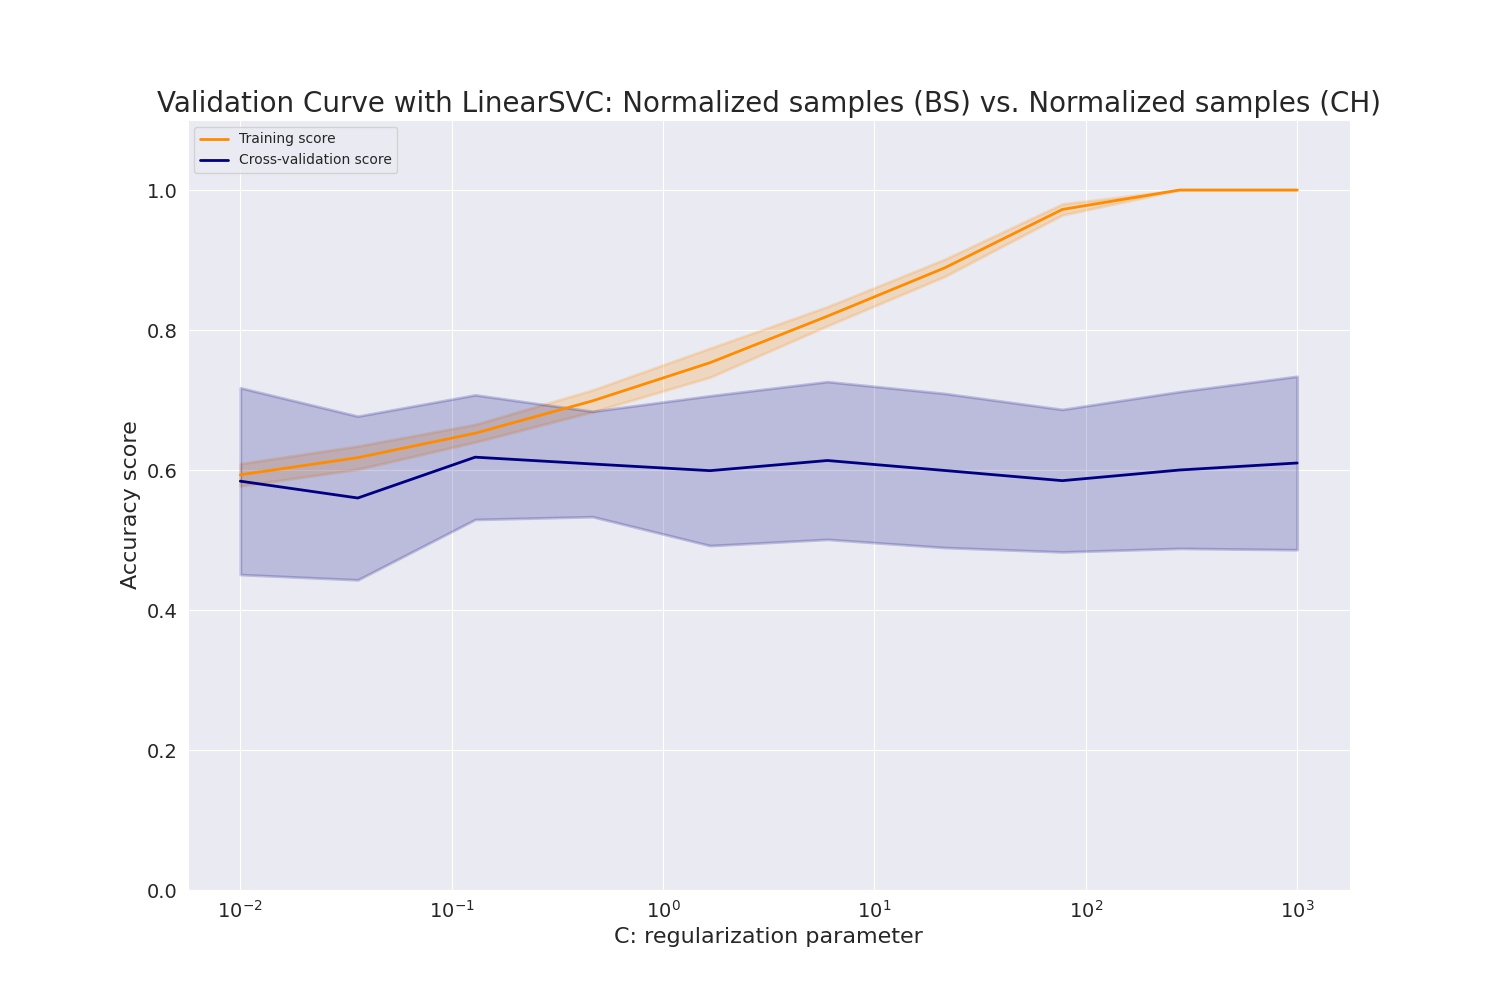 Validation Curve with LinearSVC: Normalized samples (BS) vs. Normalized samples (CH)
Training score
Cross-validation score
1.0
0.8
0.6
0.4
0.2
0.0
Accuracy score
10⁻² 10⁻¹ 10⁰ 10¹ 10² 10³
C: regularization parameter